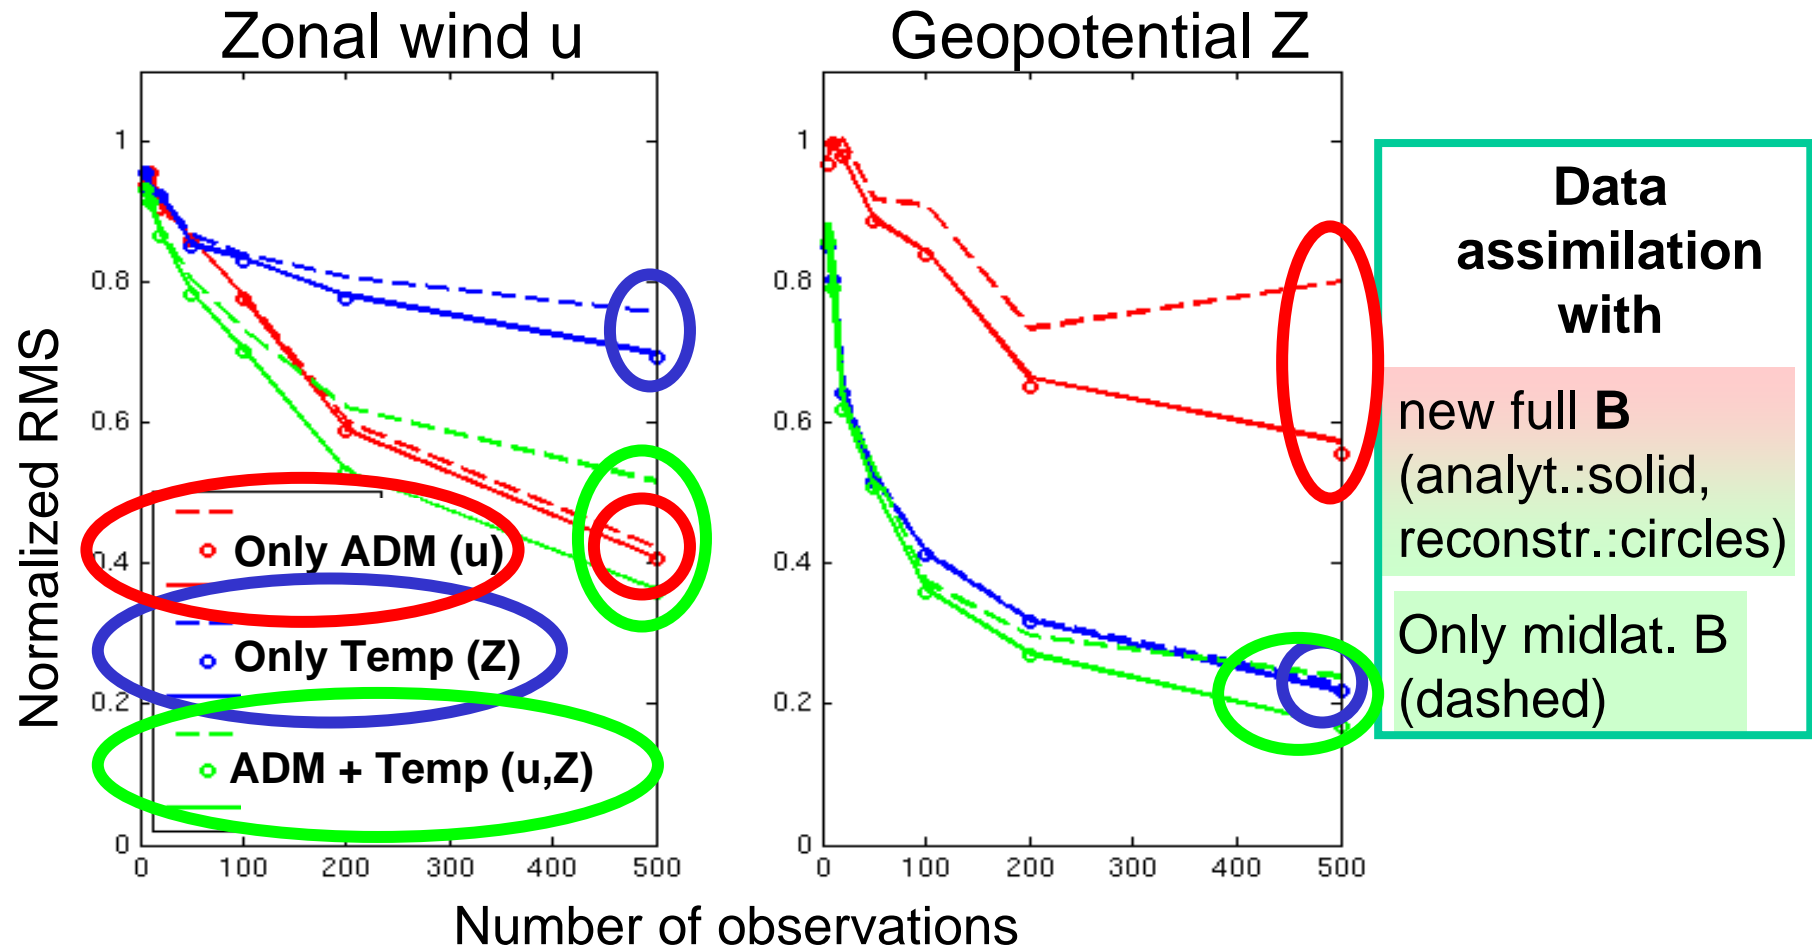 Zonal wind u
Geopotential Z
Normalized RMS
1
0.8
0.6
0.4
0.2
0
0 100 200 300 400 500
Only ADM (u)
Only Temp (Z)
ADM + Temp (u,Z)
1
0.8
0.6
0.4
0.2
0
0 100 200 300 400 500
Number of observations
Data
assimilation
with
new full B
(analyt.:solid,
reconstr.:circles)
Only midlat. B
(dashed)